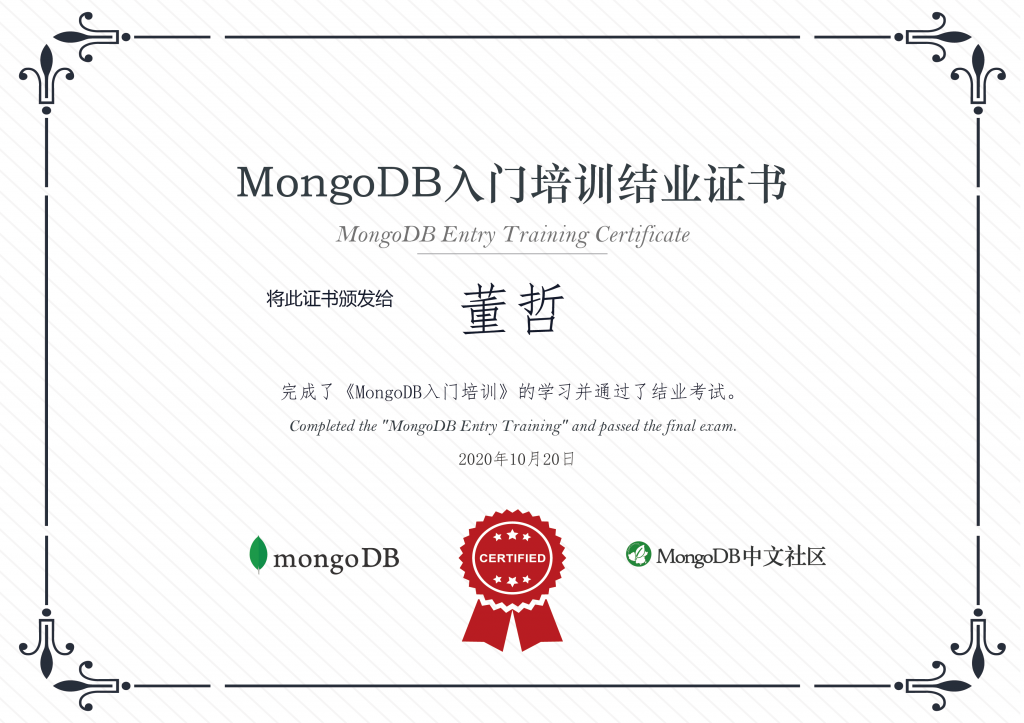 MongoDB入门培训结业证书
MongoDB Entry Training Certificate
将此证书颁发给
董哲
完成了《MongoDB入门培训》的学习并通过了结业考试。
Completed the "MongoDB Entry Training" and passed the final exam.
2020年10月20日
mongoDB
CERTIFIED
MongoDB中文社区